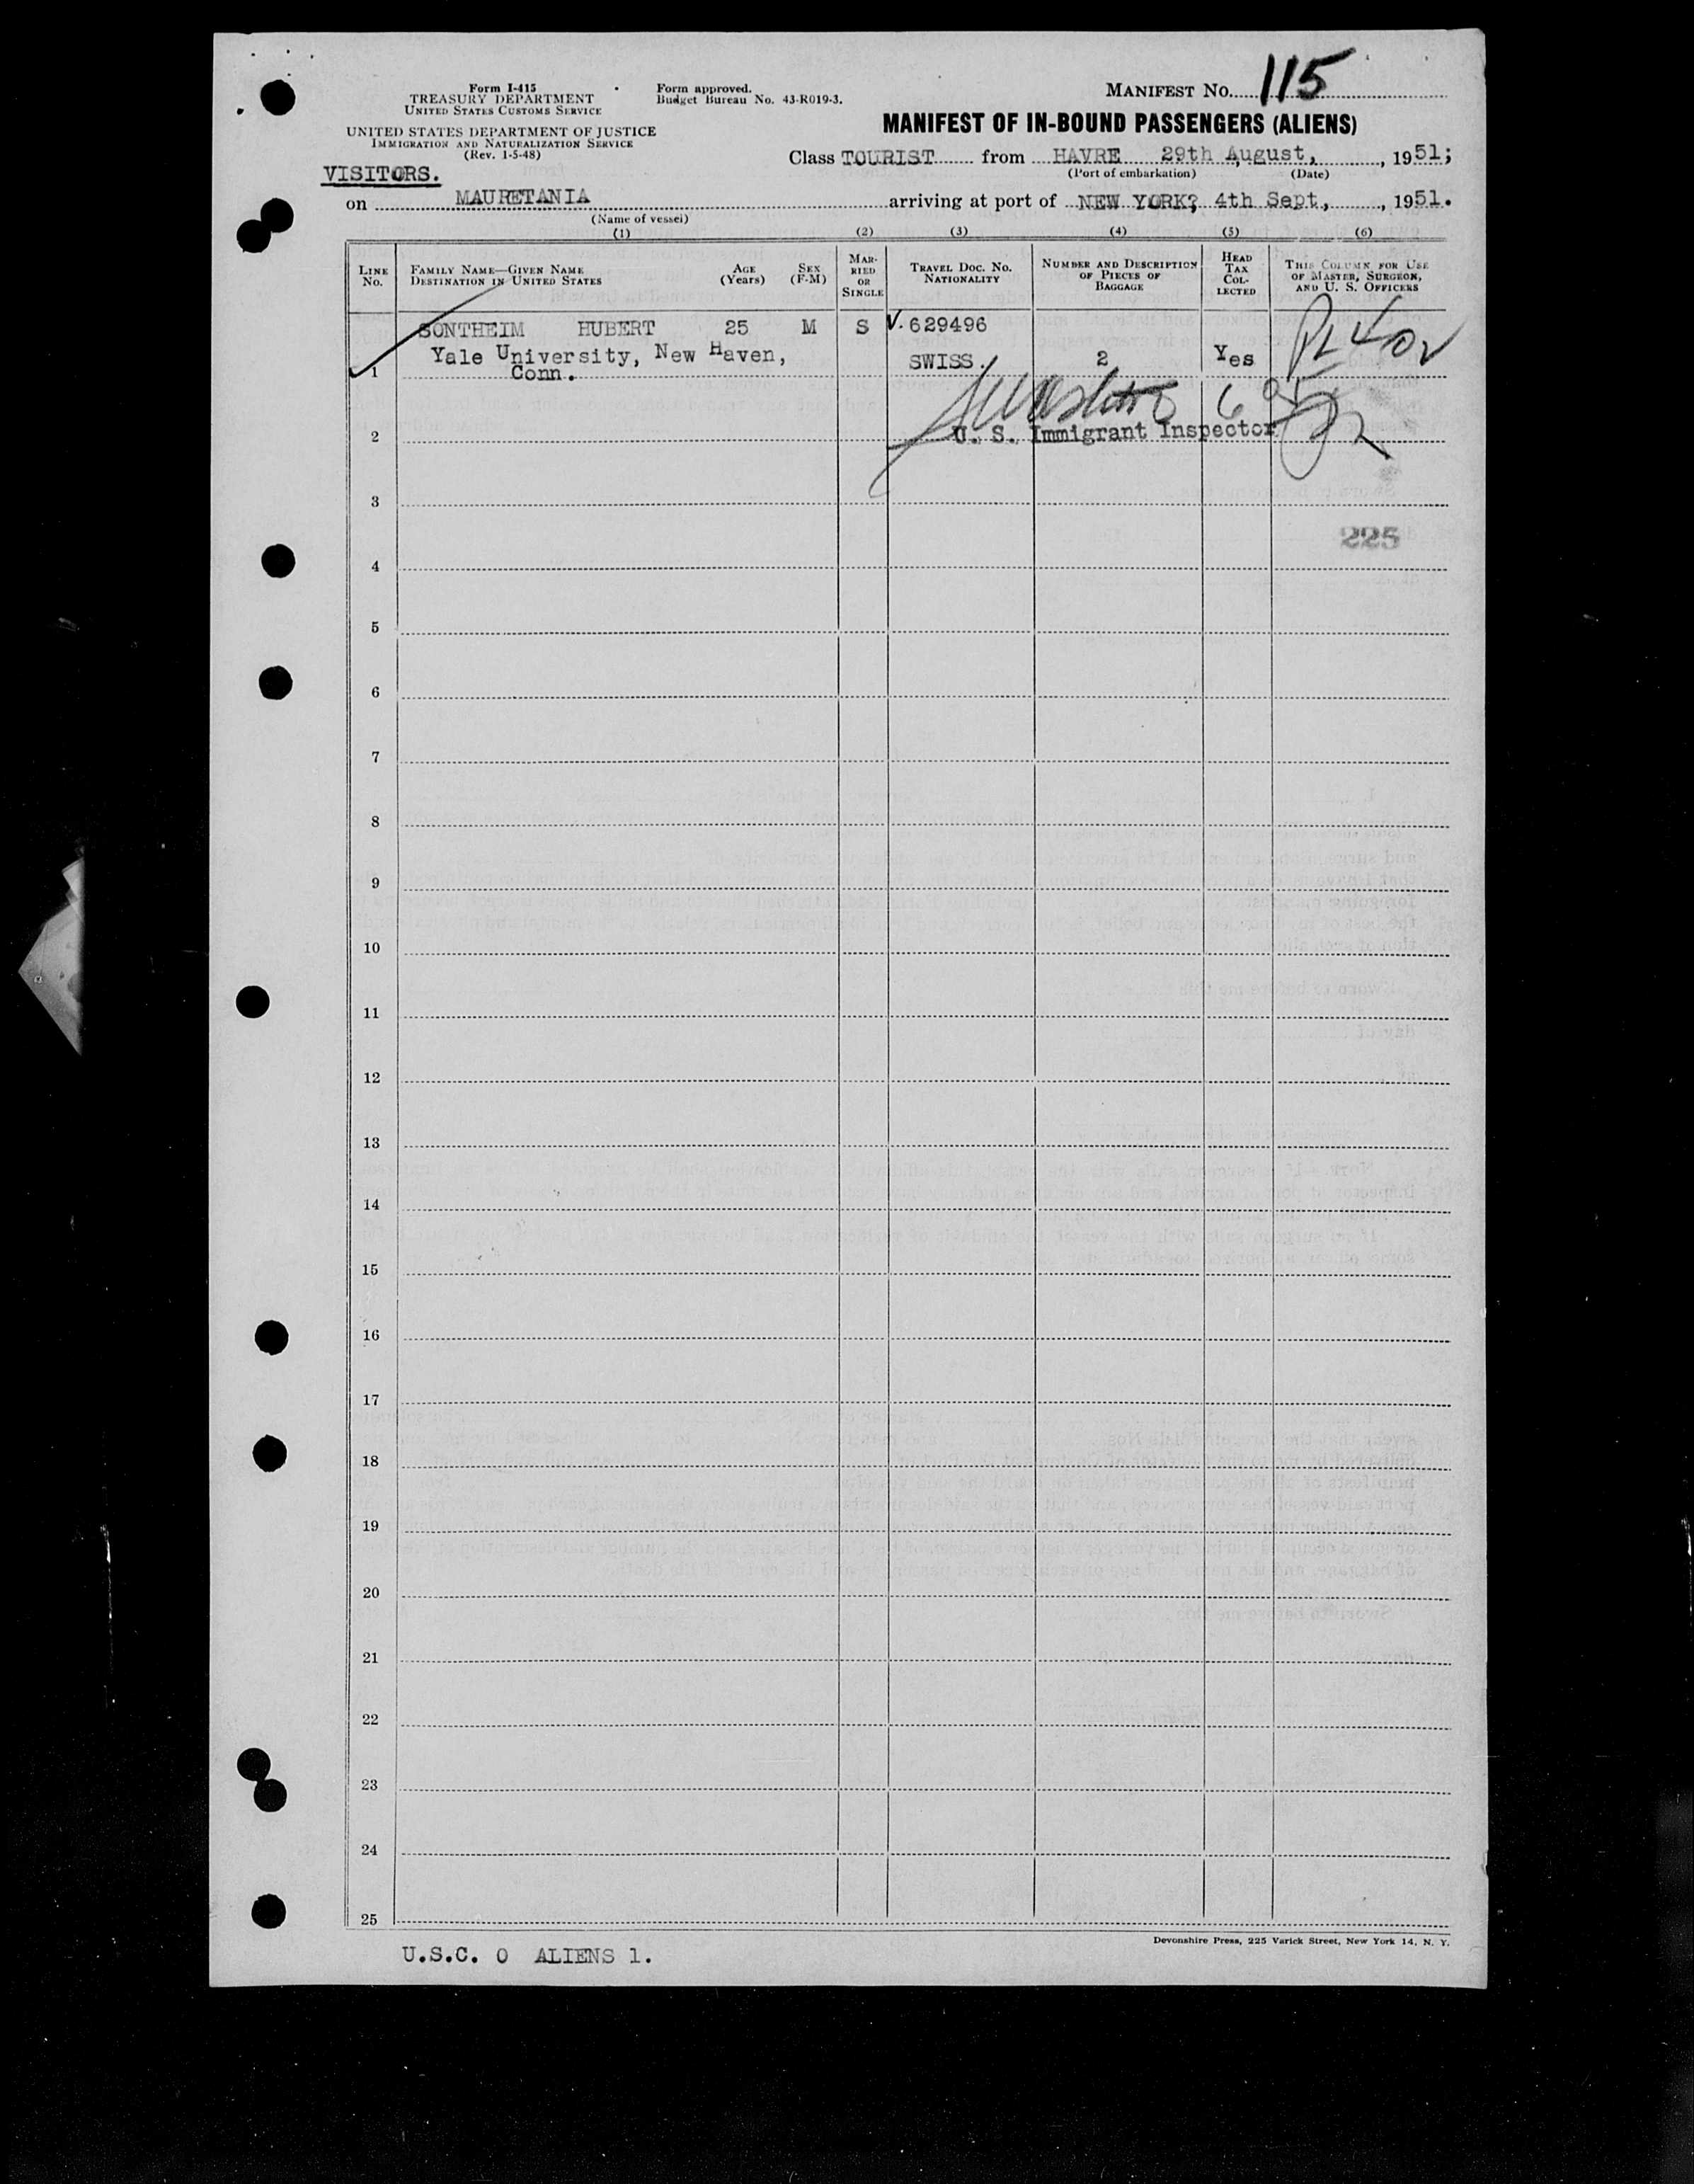 Form I-415
TREASURY DEPARTMENT
UNITED STATES CUSTOMS SERVICE
UNITED STATES DEPARTMENT OF JUSTICE
IMMIGRATION AND NATURALIZATION SERVICE
(Rev. 1-5-48)
Form approved.
Budget Bureau No. 43-R019-3.
MANIFEST NO. 115
MANIFEST OF IN-BOUND PASSENGERS (ALIENS)
Class TOURIST from HAVRE 29th August, , 1951;
(Port of embarkation) (Date)
VISITORS.
on MAURETANIA arriving at port of NEW YORK? 4th Sept, , 1951.
(Name of vessel)
(1) (2) (3) (4) (5) (6)
LINE NO.
FAMILY NAME—GIVEN NAME
DESTINATION IN UNITED STATES
AGE (Years)
SEX (F-M)
MARRIED OR SINGLE
TRAVEL DOC. NO. NATIONALITY
NUMBER AND DESCRIPTION OF PIECES OF BAGGAGE
HEAD TAX COLLECTED
THIS COLUMN FOR USE OF MASTER, SURGEON, AND U. S. OFFICERS
SONTHEIM HUBERT 25 M S V. 629496
Yale University, New Haven, SWISS. 2 Yes
1 Conn.
2 U. S. Immigrant Inspector
3
225
4
5
6
7
8
9
10
11
12
13
14
15
16
17
18
19
20
21
22
23
24
25
Devonshire Press, 225 Varick Street, New York 14, N. Y.
U.S.C. 0 ALIENS 1.